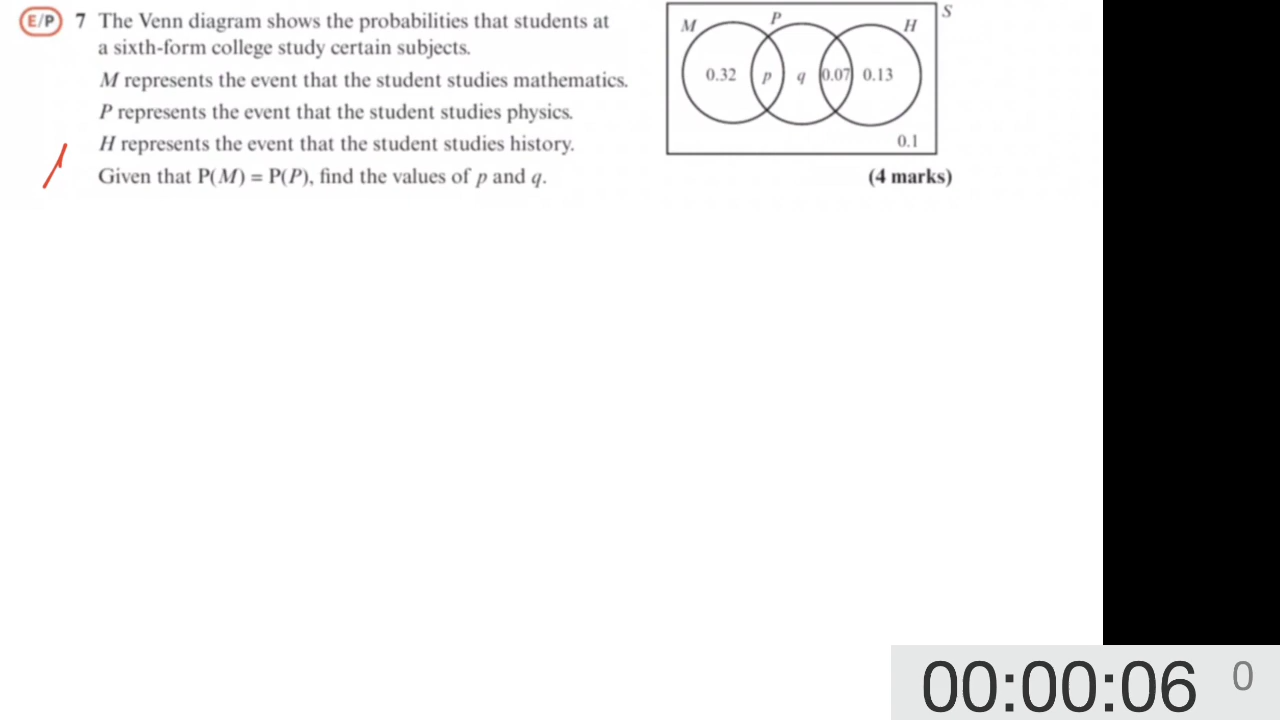 E/P 7 The Venn diagram shows the probabilities that students at
a sixth-form college study certain subjects.
M represents the event that the student studies mathematics.
P represents the event that the student studies physics.
H represents the event that the student studies history.
Given that P(M) = P(P), find the values of p and q.
(4 marks)
M P H S
0.32 p q 0.07 0.13
0.1
00:00:06 0